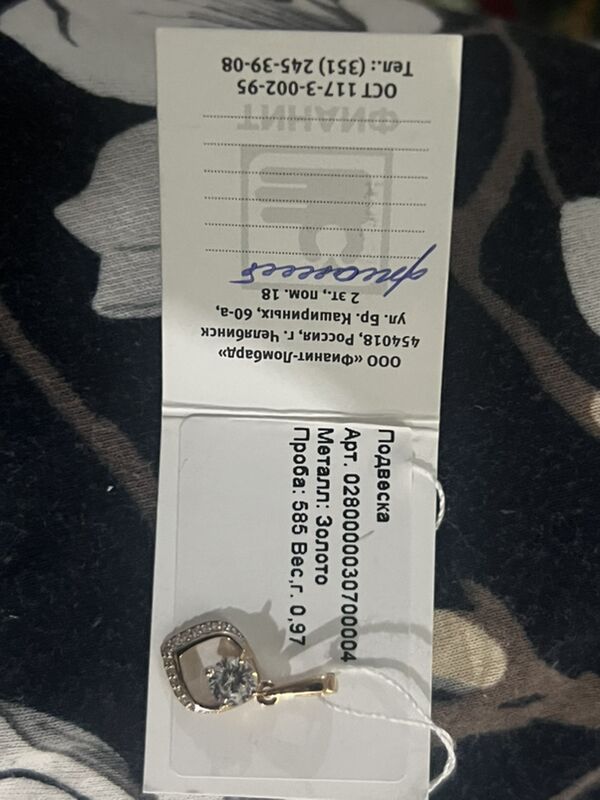 ООО «Фианит-Ломбард»
454018, Россия, г. Челябинск
ул. Бр. Кашириных, 60-а,
2 эт., пом. 18
фианит
ФИАНИТ
ОСТ 117-3-002-95
Тел.: (351) 245-39-08
Подвеска
Арт. 0280000030700004
Металл: Золото
Проба: 585 Вес,г. 0,97